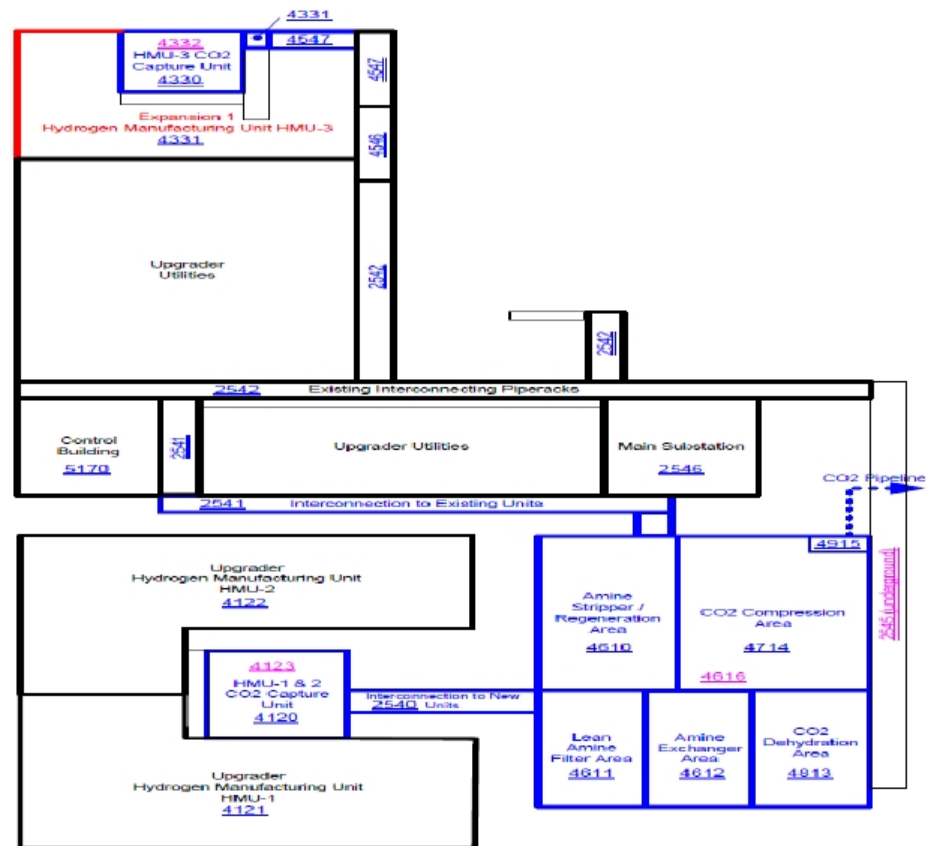 4331
4332
HMU-3 CO2
Capture Unit
4330
4547
4547
Expansion 1
Hydrogen Manufacturing Unit HMU-3
4331
4546
Upgrader
Utilities
2542
2542
2542 Existing Interconnecting Piperacks
Control
Building
5170
2541
Upgrader Utilities
Main Substation
2546
CO2 Pipeline
2541 Interconnection to Existing Units
4915
2545 (underground)
Upgrader
Hydrogen Manufacturing Unit
HMU-2
4122
Amine
Stripper /
Regeneration
Area
4610
CO2 Compression
Area
4714
4616
4123
HMU-1 & 2
CO2 Capture
Unit
4120
Interconnection to New
2540 Units
Lean
Amine
Filter Area
4611
Amine
Exchanger
Area
4612
CO2
Dehydration
Area
4813
Upgrader
Hydrogen Manufacturing Unit
HMU-1
4121